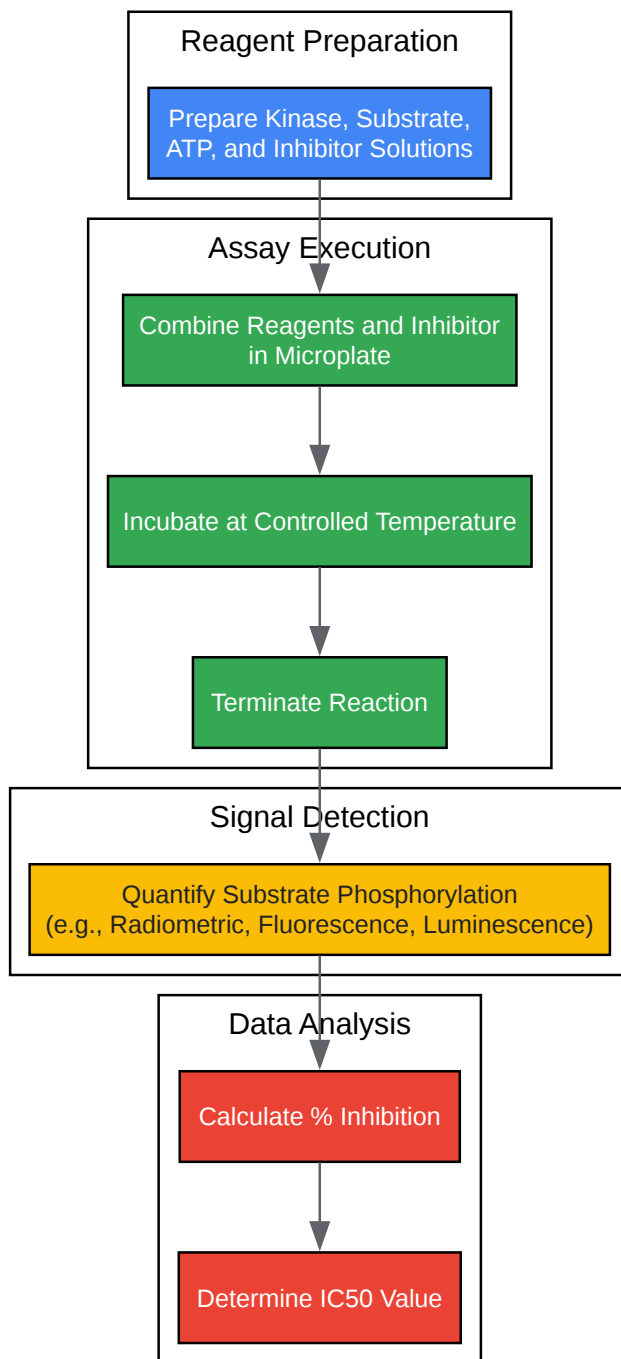 Reagent Preparation
Prepare Kinase, Substrate,
ATP, and Inhibitor Solutions
Assay Execution
Combine Reagents and Inhibitor
in Microplate
Incubate at Controlled Temperature
Terminate Reaction
Signal Detection
Quantify Substrate Phosphorylation
(e.g., Radiometric, Fluorescence, Luminescence)
Data Analysis
Calculate % Inhibition
Determine IC50 Value